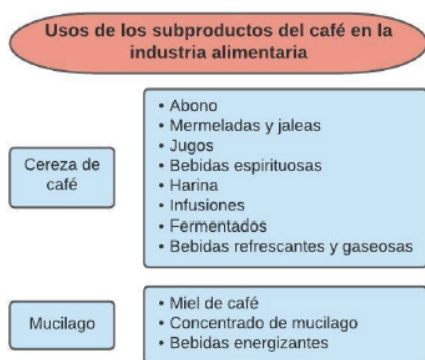 Usos de los subproductos del café en la
industria alimentaria
Cereza de
café
• Abono
• Mermeladas y jaleas
• Jugos
• Bebidas espirituosas
• Harina
• Infusiones
• Fermentados
• Bebidas refrescantes y gaseosas
Mucilago
• Miel de café
• Concentrado de mucilago
• Bebidas energizantes